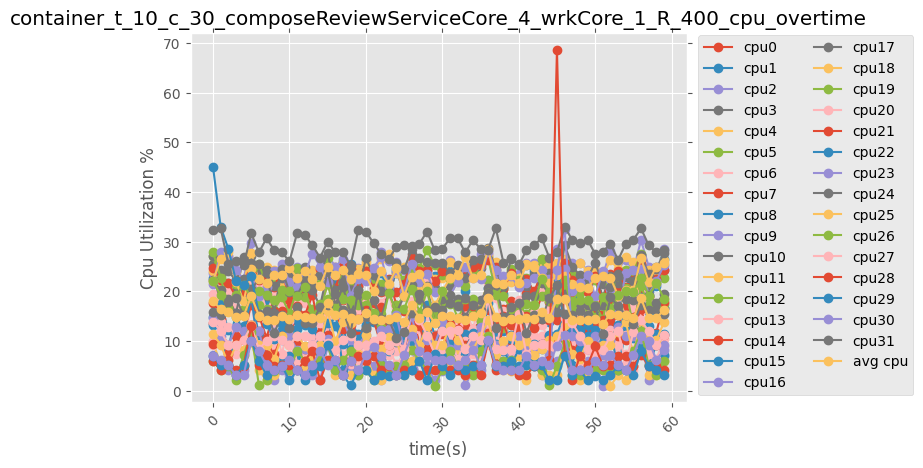 container_t_10_c_30_composeReviewServiceCore_4_wrkCore_1_R_400_cpu_overtime
Cpu Utilization %
70
60
50
40
30
20
10
0
0 10 20 30 40 50 60
time(s)
cpu0
cpu1
cpu2
cpu3
cpu4
cpu5
cpu6
cpu7
cpu8
cpu9
cpu10
cpu11
cpu12
cpu13
cpu14
cpu15
cpu16
cpu17
cpu18
cpu19
cpu20
cpu21
cpu22
cpu23
cpu24
cpu25
cpu26
cpu27
cpu28
cpu29
cpu30
cpu31
avg cpu